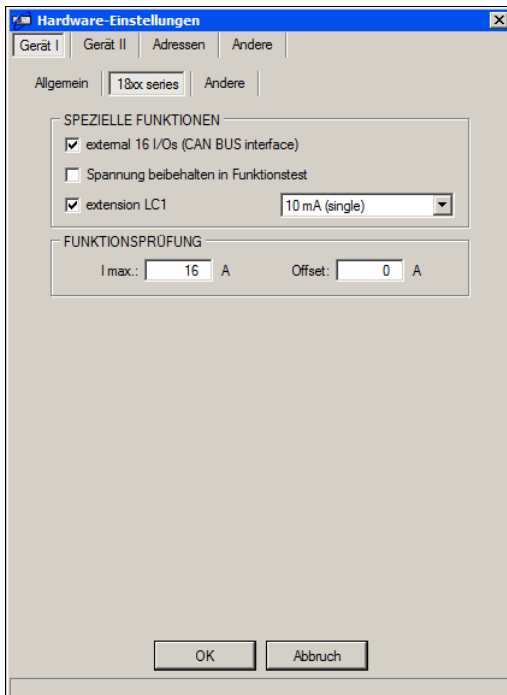 Hardware-Einstellungen
Gerät I Gerät II Adressen Andere
Allgemein 18xx series Andere
SPEZIELLE FUNKTIONEN
external 16 I/Os (CAN BUS interface)
Spannung beibehalten in Funktionstest
extension LC1 10 mA (single)
FUNKTIONSPRÜFUNG
I max.: 16 A Offset: 0 A
OK Abbruch